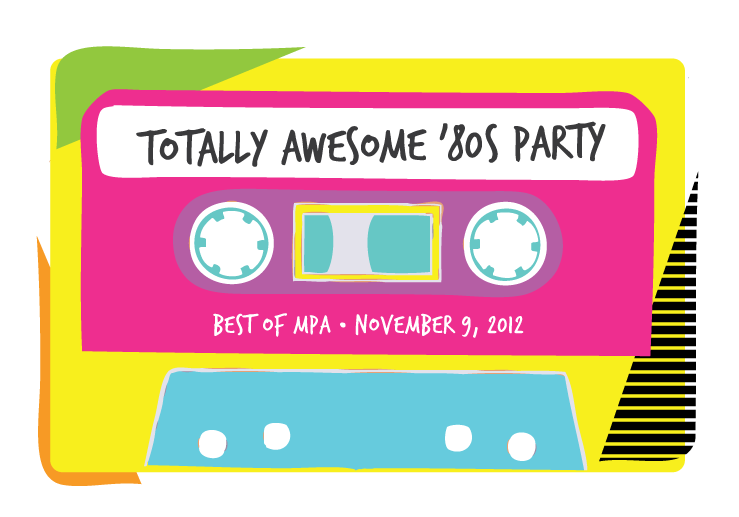 TOTALLY AWESOME '80S PARTY
BEST OF MPA • NOVEMBER 9, 2012